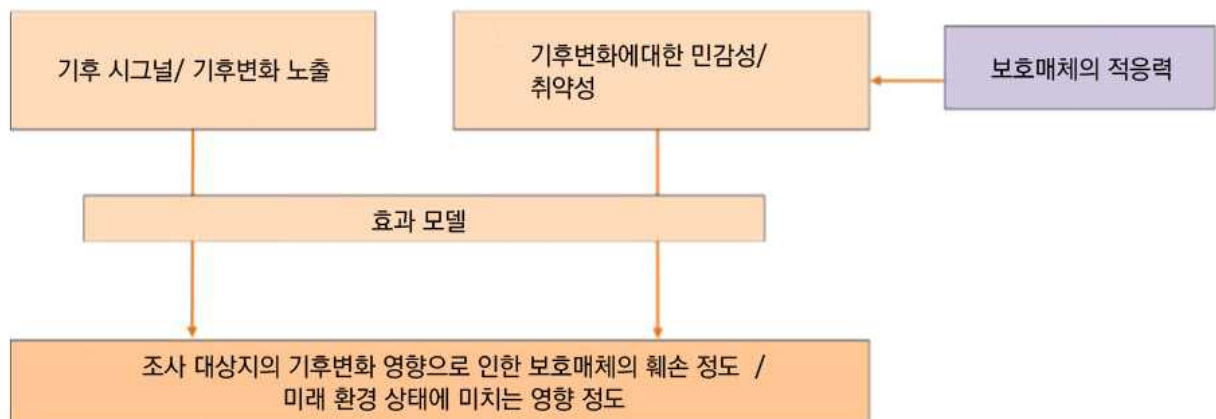 기후 시그널/ 기후변화 노출
기후변화에대한 민감성/
취약성
보호매체의 적응력
효과 모델
조사 대상지의 기후변화 영향으로 인한 보호매체의 훼손 정도 /
미래 환경 상태에 미치는 영향 정도